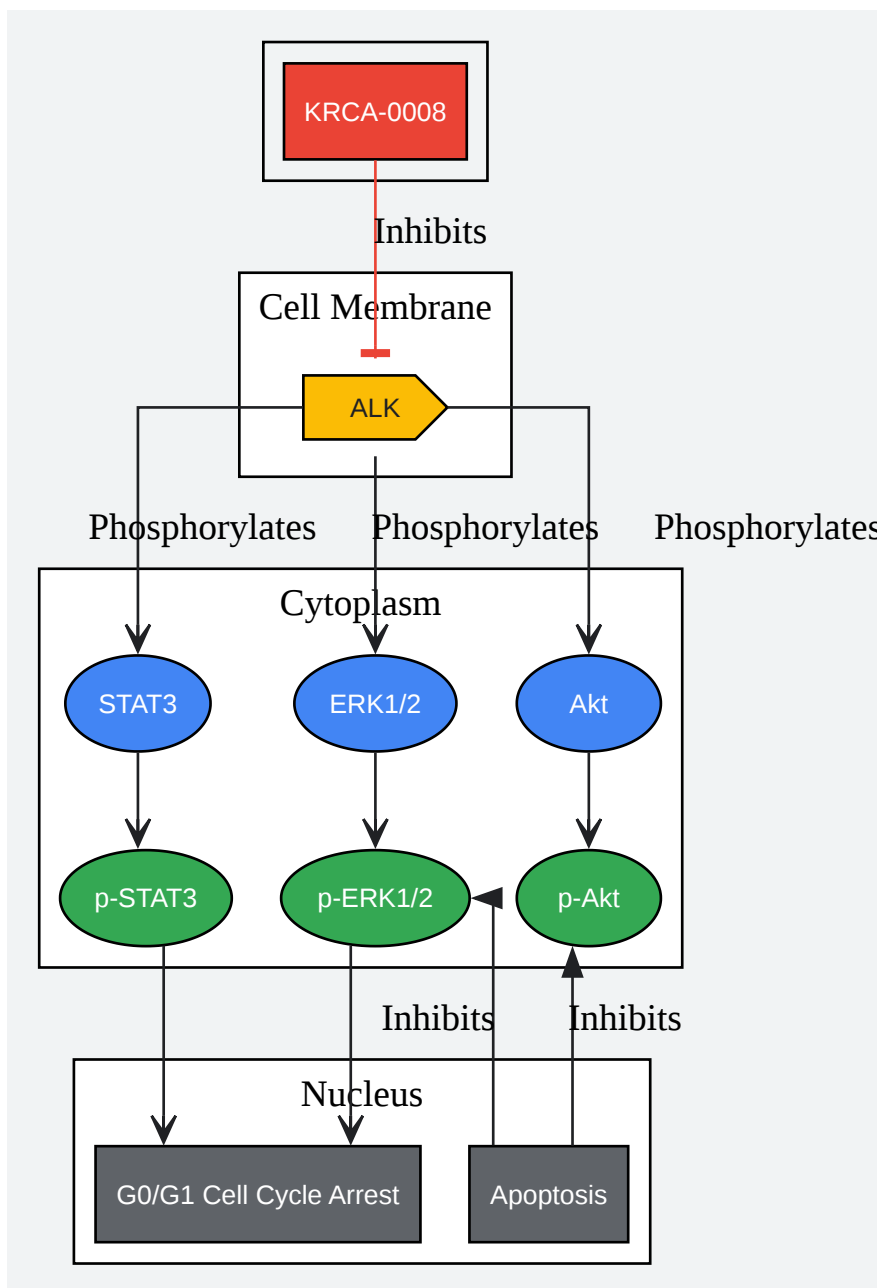 KRCA-0008
Inhibits
Cell Membrane
ALK
Phosphorylates
Phosphorylates
Phosphorylates
Cytoplasm
STAT3
ERK1/2
Akt
p-STAT3
p-ERK1/2
p-Akt
Inhibits
Inhibits
Nucleus
G0/G1 Cell Cycle Arrest
Apoptosis